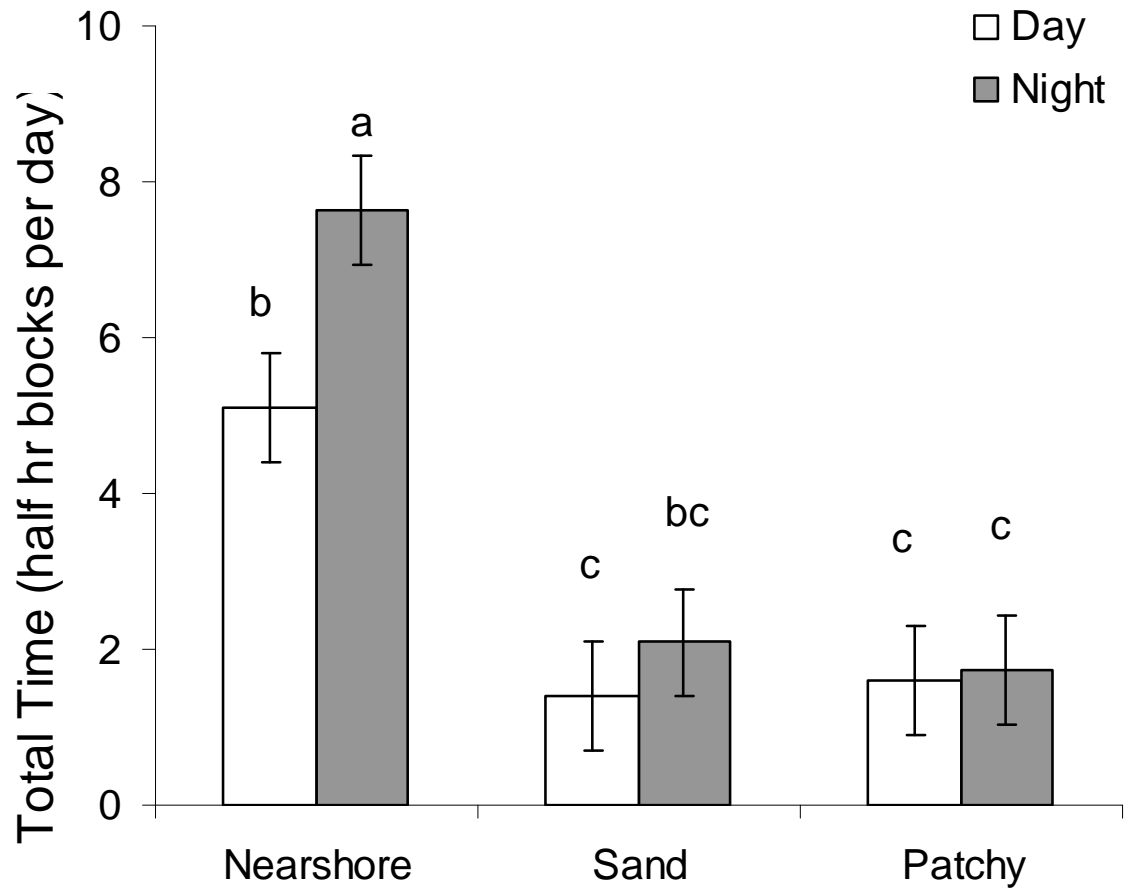 Total Time (half hr blocks per day)
10
8
6
4
2
0
Day
Night
a
b
c
bc
c
c
Nearshore
Sand
Patchy